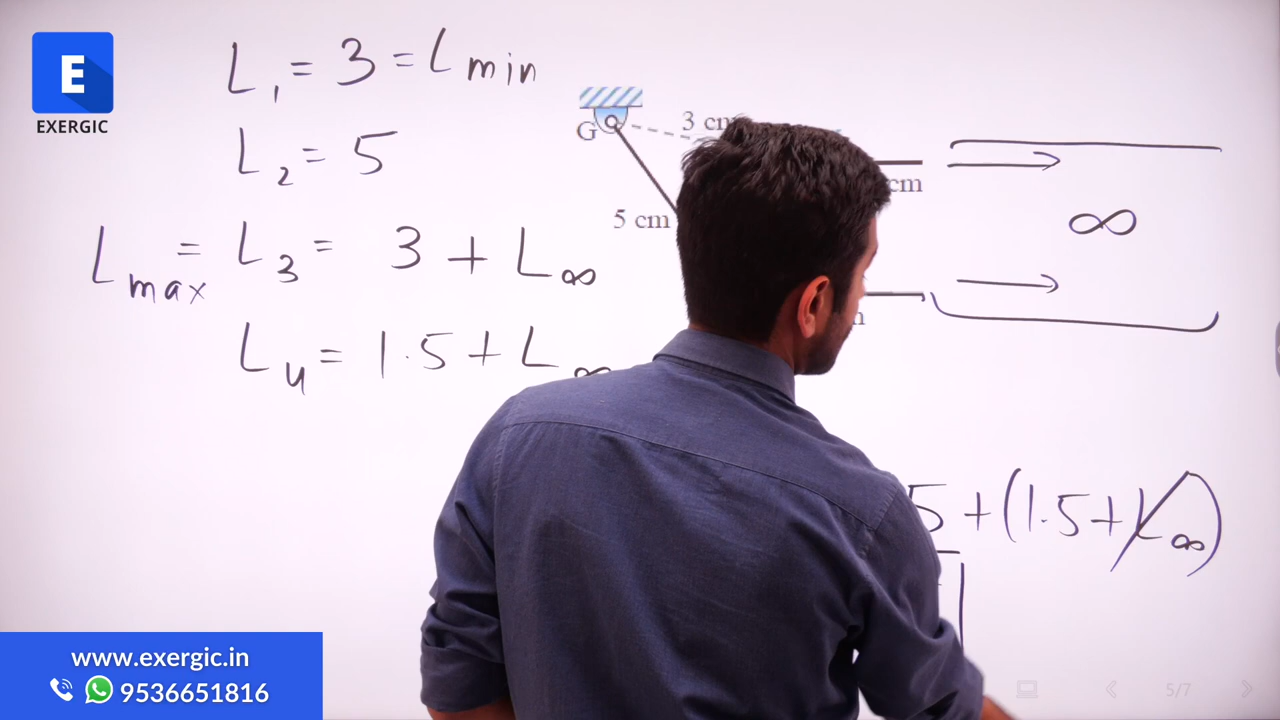 E
EXERGIC
L₁ = 3 = Lmin
L₂ = 5
Lmax = L₃ = 3 + L∞
L₄ = 1.5 + L∞
G
3 cm
5 cm
cm
∞
5 + (1.5 + L∞)
www.exergic.in
9536651816
5/7